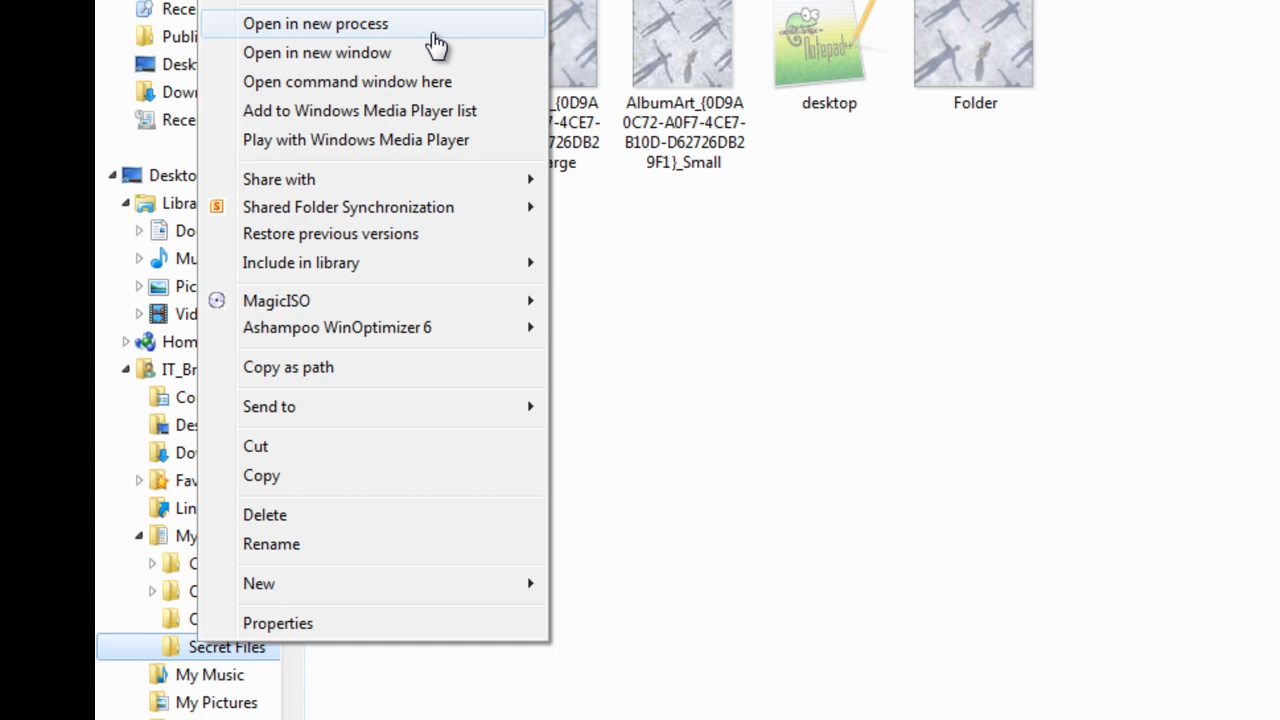 Rece
Publi
Desk
Dow
Rece
Deskto
Libra
Do
Mu
Pic
Vid
Hom
IT_Br
Co
Des
Do
Fav
Lin
My
C
C
C
Secret Files
My Music
My Pictures
Open in new process
Open in new window
Open command window here
Add to Windows Media Player list
Play with Windows Media Player
Share with
S Shared Folder Synchronization
Restore previous versions
Include in library
MagicISO
Ashampoo WinOptimizer 6
Copy as path
Send to
Cut
Copy
Delete
Rename
New
Properties
_{0D9A
7-4CE7-
726DB2
arge
AlbumArt_{0D9A
0C72-A0F7-4CE7-
B10D-D62726DB2
9F1}_Small
Notepad++
desktop
Folder